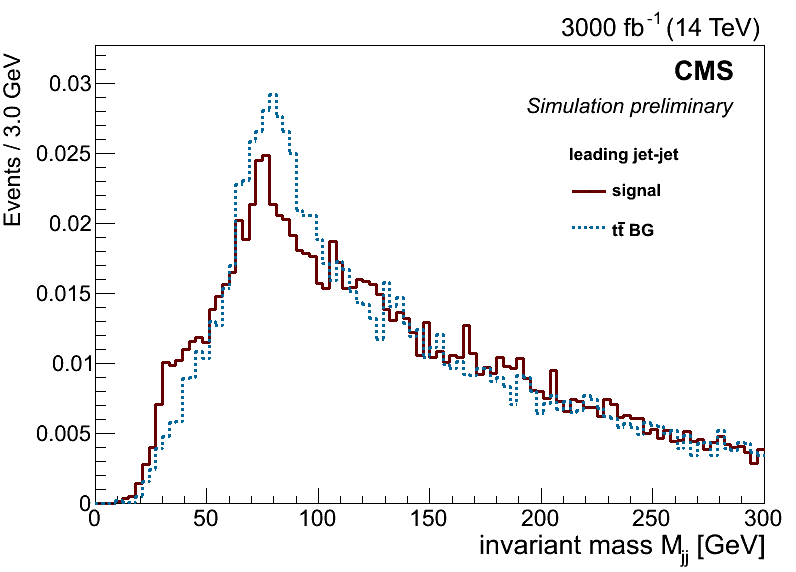 3000 fb⁻¹ (14 TeV)
CMS
Simulation preliminary
leading jet-jet
signal
tt̄ BG
Events / 3.0 GeV
0.03
0.025
0.02
0.015
0.01
0.005
0
0 50 100 150 200 250 300
invariant mass Mjj [GeV]